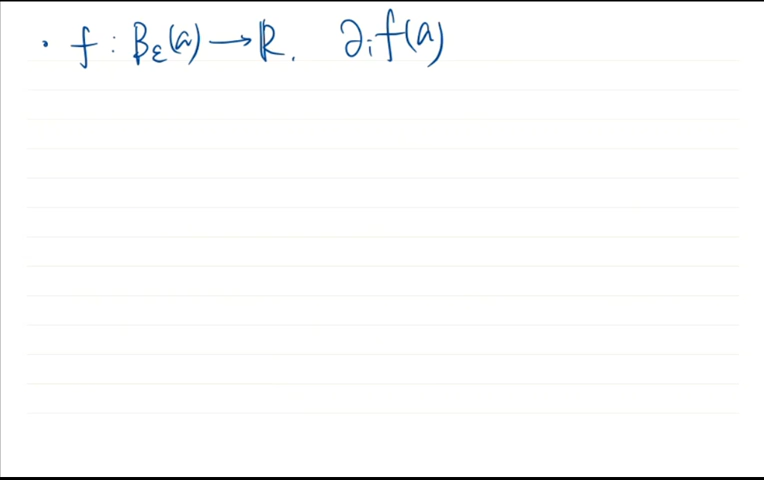 · f : B_ε(a) → ℝ. ∂_i f(a)